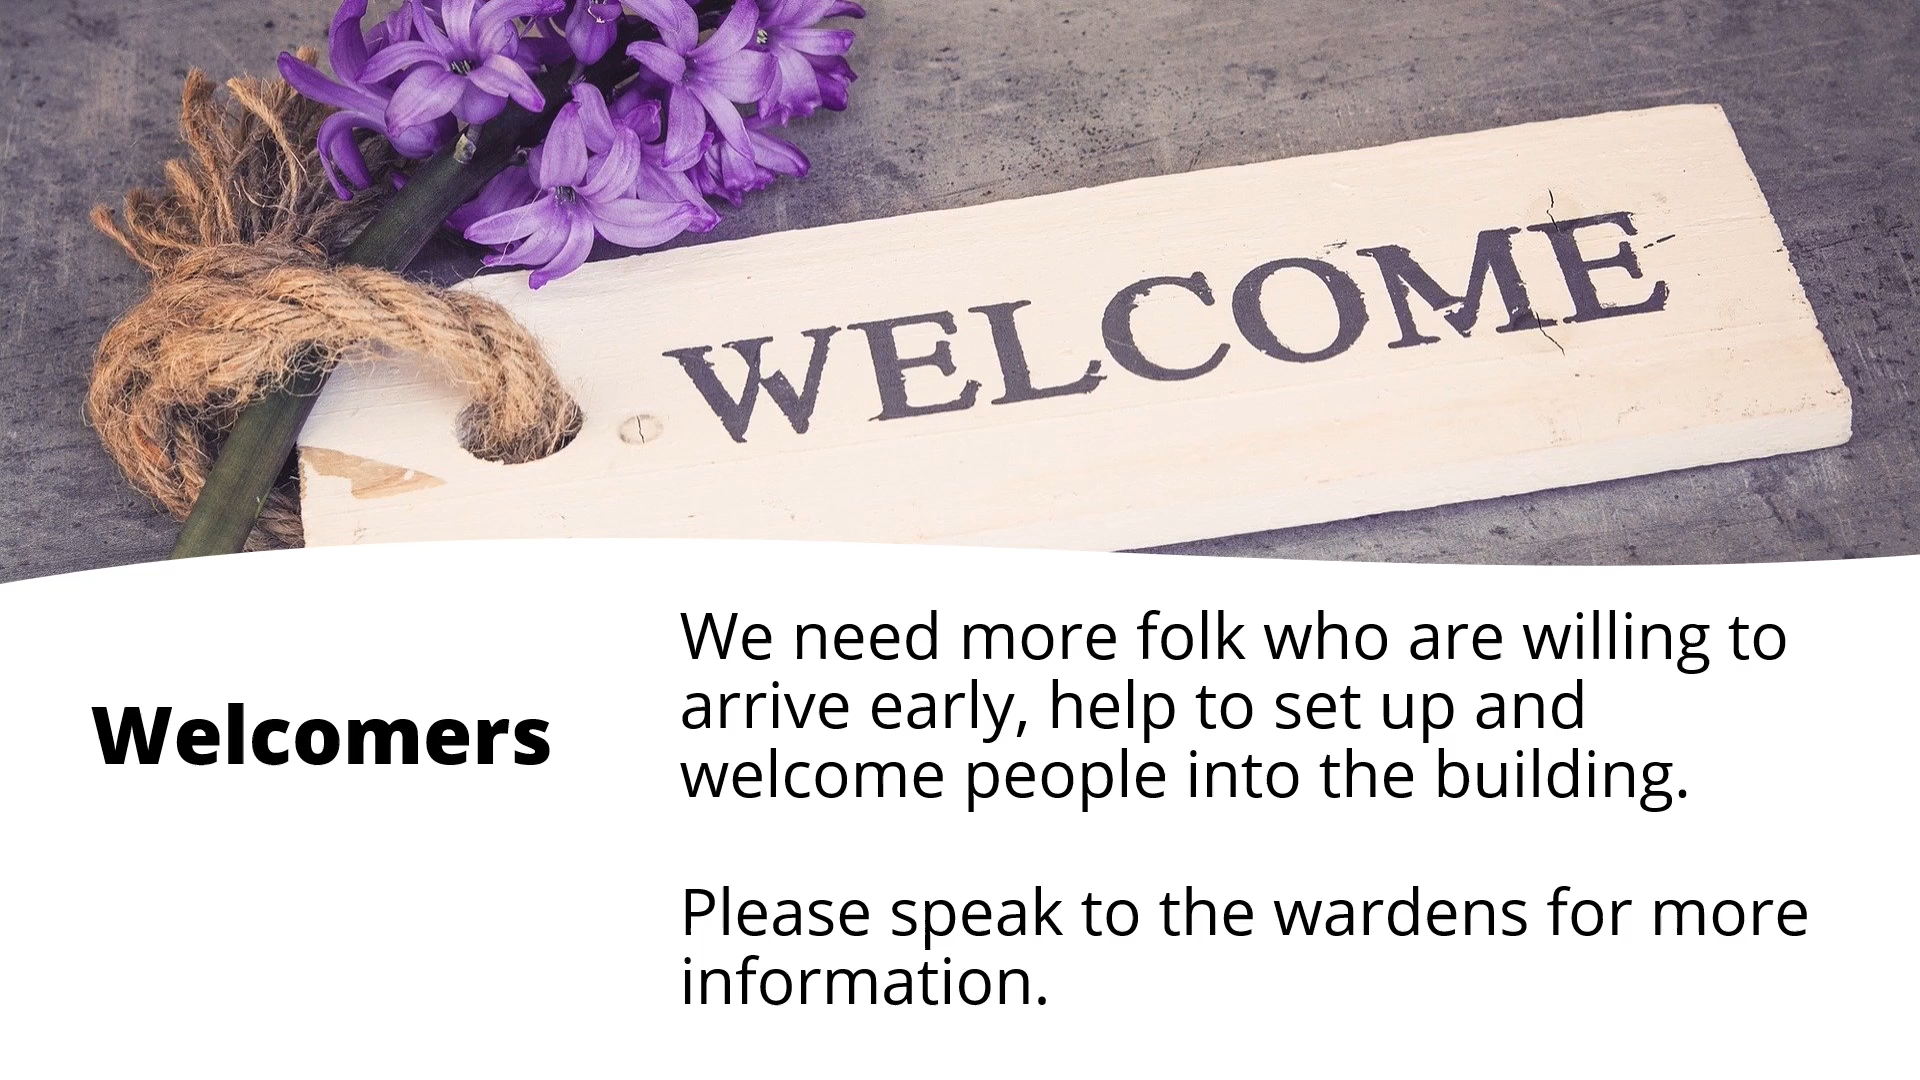 WELCOME
Welcomers
We need more folk who are willing to
arrive early, help to set up and
welcome people into the building.
Please speak to the wardens for more
information.